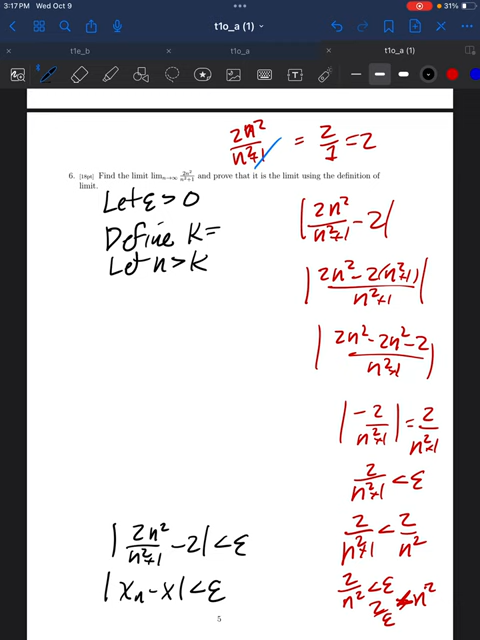 3:17PM Wed Oct 9
31%
t1o_a (1)
t1e_b
t1o_a
t1o_a (1)
2n²/(n²+1) = 2/1 = 2
6. [18pt] Find the limit lim_{n→∞} 2n²/(n²+1) and prove that it is the limit using the definition of
limit.
Let ε>0
Define K=
Let n>K
|2n²/(n²+1) - 2|
|(2n² - 2(n²+1))/(n²+1)|
|(2n² - 2n² - 2)/(n²+1)|
|-2/(n²+1)| = 2/(n²+1)
2/(n²+1) < ε
2/(n²+1) < 2/n²
2/n² < ε
2/ε < n²
|2n²/(n²+1) - 2| < ε
|xₙ - x| < ε
5